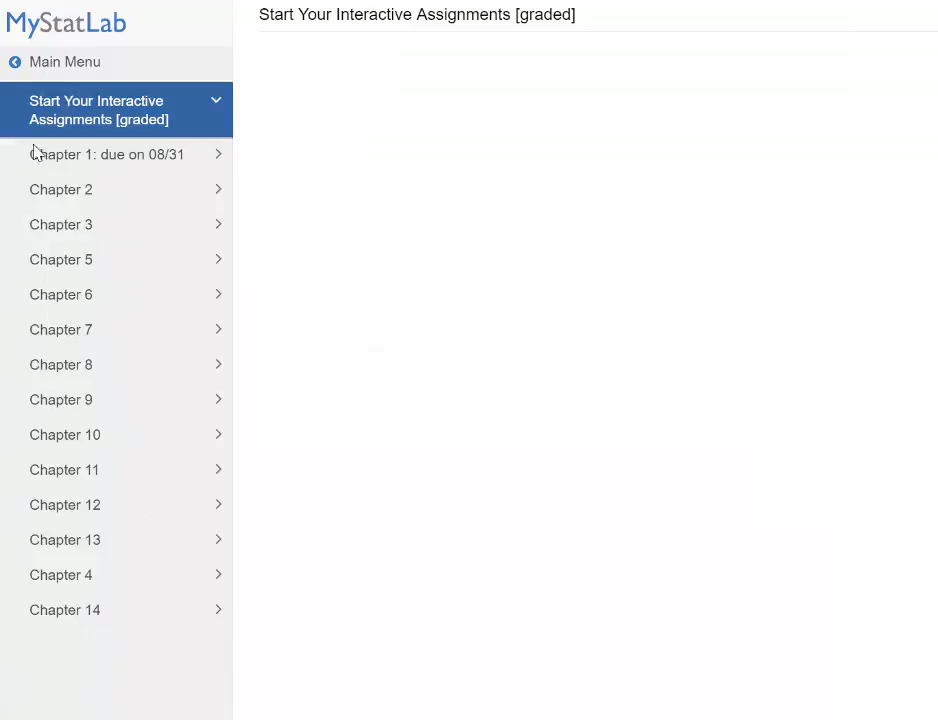 MyStatLab
Start Your Interactive Assignments [graded]
Main Menu
Start Your Interactive
Assignments [graded]
Chapter 1: due on 08/31
Chapter 2
Chapter 3
Chapter 5
Chapter 6
Chapter 7
Chapter 8
Chapter 9
Chapter 10
Chapter 11
Chapter 12
Chapter 13
Chapter 4
Chapter 14